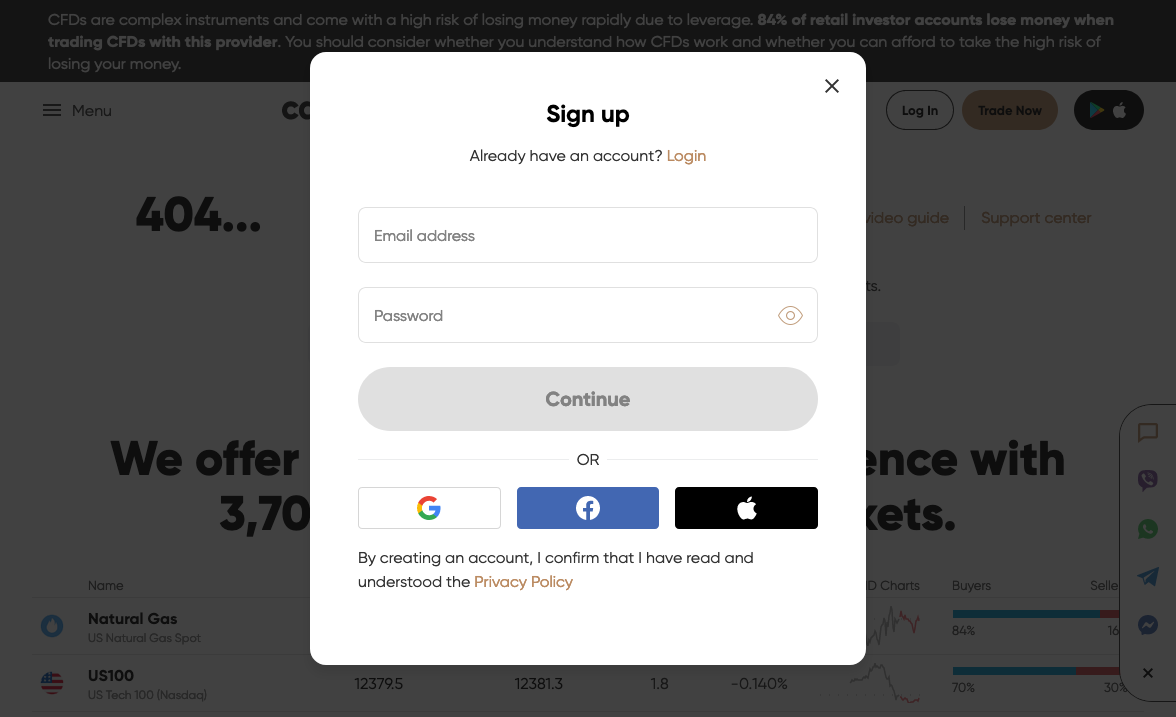 CFDs are complex instruments and come with a high risk of losing money rapidly due to leverage. 84% of retail investor accounts lose money when
trading CFDs with this provider. You should consider whether you understand how CFDs work and whether you can afford to take the high risk of
losing your money.
Menu
Log In
Trade Now
Sign up
Already have an account? Login
404...
video guide
Support center
Email address
Password
Continue
OR
We offer
ence with
3,70
kets.
By creating an account, I confirm that I have read and
understood the Privacy Policy
Name
Charts
Buyers
Natural Gas
US Natural Gas Spot
84%
16
US100
US Tech 100 (Nasdaq)
12379.5
12381.3
1.8
-0.140%
70%
30%